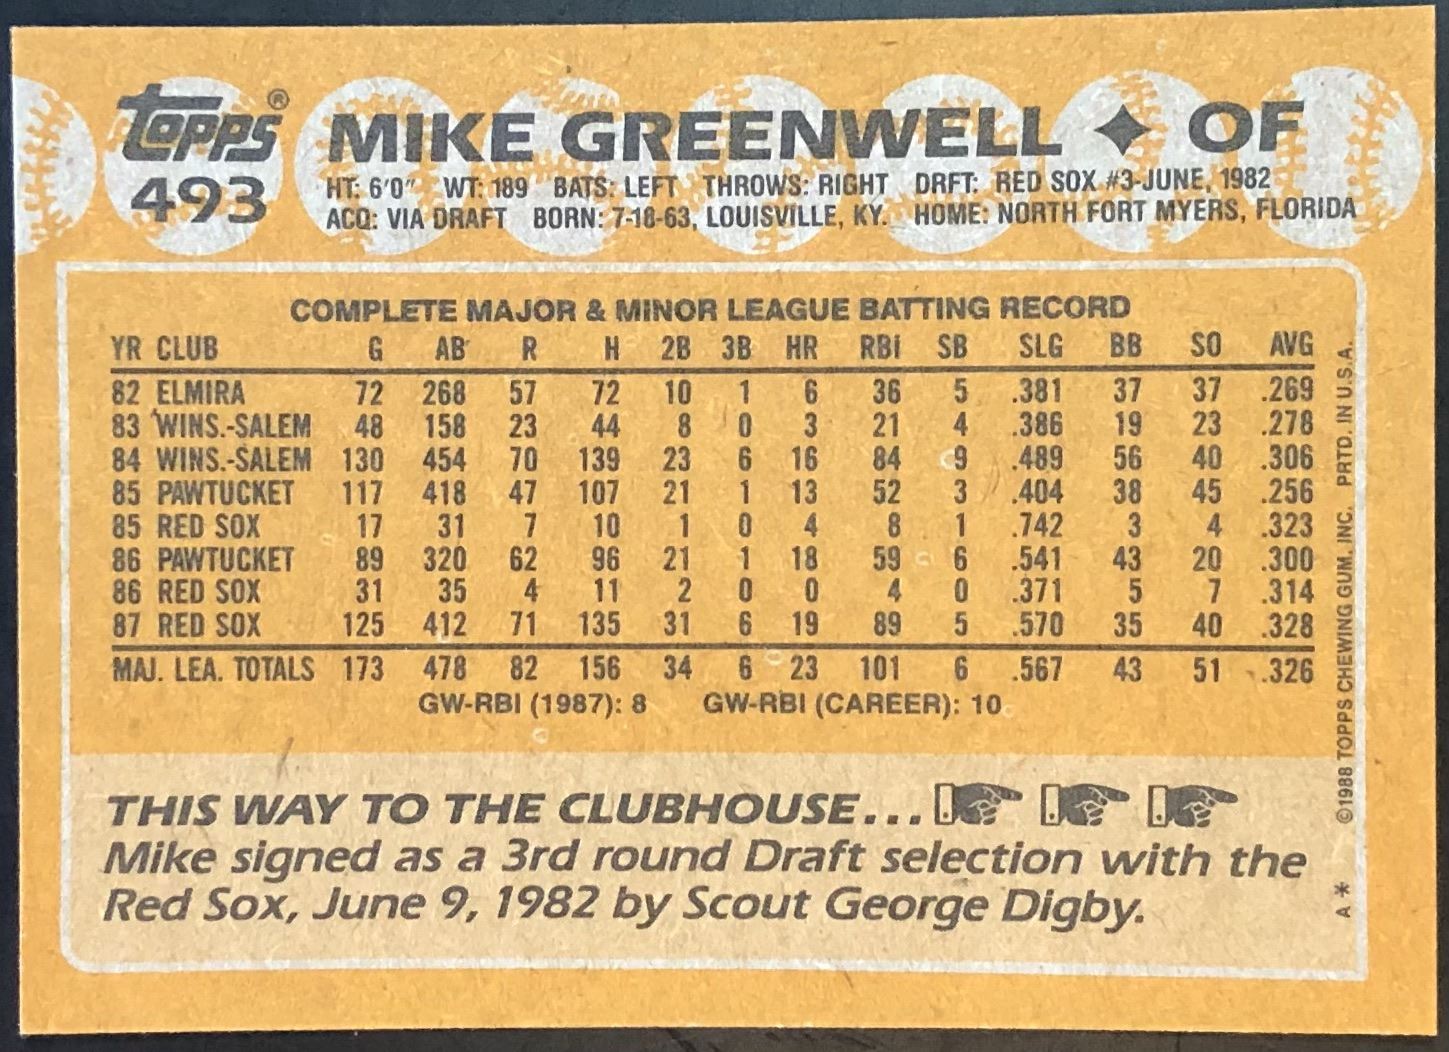 Topps® MIKE GREENWELL ✦ OF
493
HT: 6'0" WT: 189 BATS: LEFT THROWS: RIGHT DRFT: RED SOX #3-JUNE, 1982
ACQ: VIA DRAFT BORN: 7-18-63, LOUISVILLE, KY. HOME: NORTH FORT MYERS, FLORIDA
COMPLETE MAJOR & MINOR LEAGUE BATTING RECORD
YR CLUB G AB R H 2B 3B HR RBI SB SLG BB SO AVG
82 ELMIRA 72 268 57 72 10 1 6 36 5 .381 37 37 .269
83 WINS.-SALEM 48 158 23 44 8 0 3 21 4 .386 19 23 .278
84 WINS.-SALEM 130 454 70 139 23 6 16 84 9 .489 56 40 .306
85 PAWTUCKET 117 418 47 107 21 1 13 52 3 .404 38 45 .256
85 RED SOX 17 31 7 10 1 0 4 8 1 .742 3 4 .323
86 PAWTUCKET 89 320 62 96 21 1 18 59 6 .541 43 20 .300
86 RED SOX 31 35 4 11 2 0 0 4 0 .371 5 7 .314
87 RED SOX 125 412 71 135 31 6 19 89 5 .570 35 40 .328
MAJ. LEA. TOTALS 173 478 82 156 34 6 23 101 6 .567 43 51 .326
GW-RBI (1987): 8 GW-RBI (CAREER): 10
THIS WAY TO THE CLUBHOUSE...
Mike signed as a 3rd round Draft selection with the
Red Sox, June 9, 1982 by Scout George Digby.
A* ©1988 TOPPS CHEWING GUM, INC. PRTD. IN U.S.A.